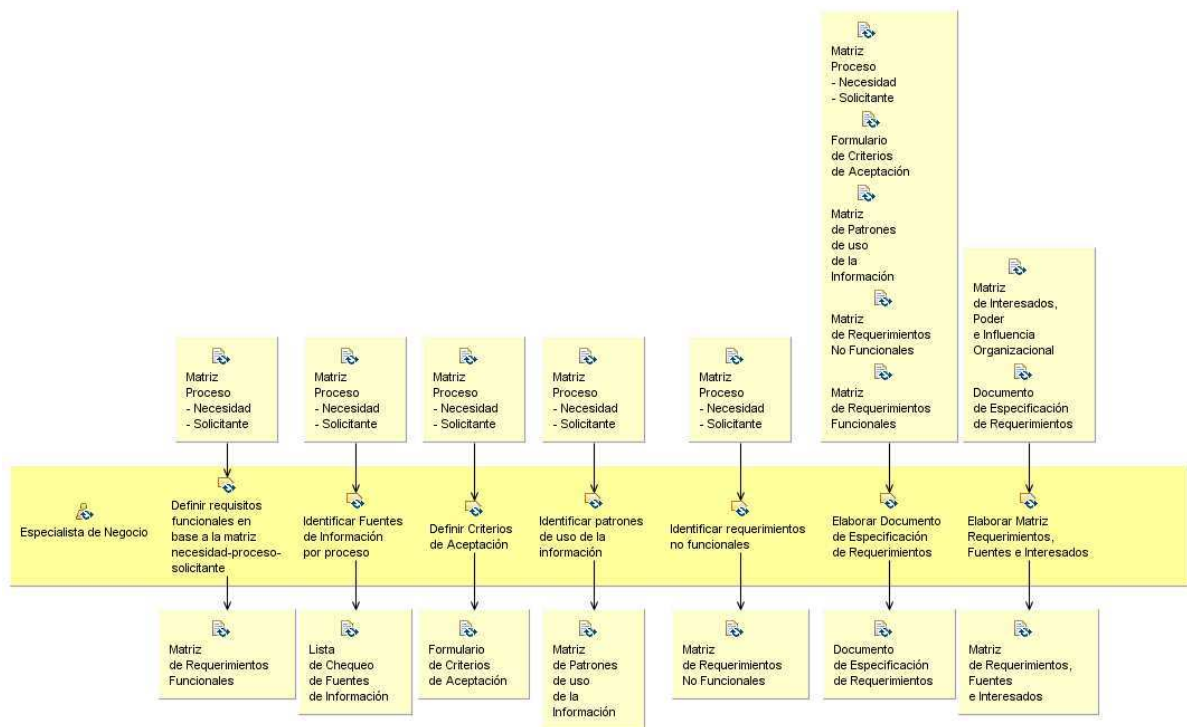 Matriz
Proceso
- Necesidad
- Solicitante
Formulario
de Criterios
de Aceptación
Matriz
de Patrones
de uso
de la
Información
Matriz
de Requerimientos
No Funcionales
Matriz
de Requerimientos
Funcionales
Matriz
de Interesados,
Poder
e Influencia
Organizacional
Documento
de Especificación
de Requerimientos
Matriz
Proceso
- Necesidad
- Solicitante
Matriz
Proceso
- Necesidad
- Solicitante
Matriz
Proceso
- Necesidad
- Solicitante
Matriz
Proceso
- Necesidad
- Solicitante
Matriz
Proceso
- Necesidad
- Solicitante
Especialista de Negocio
Definir requisitos
funcionales en
base a la matriz
necesidad-proceso-
solicitante
Identificar Fuentes
de Información
por proceso
Definir Criterios
de Aceptación
Identificar patrones
de uso de la
información
Identificar requerimientos
no funcionales
Elaborar Documento
de Especificación
de Requerimientos
Elaborar Matriz
Requerimientos,
Fuentes e Interesados
Matriz
de Requerimientos
Funcionales
Lista
de Chequeo
de Fuentes
de Información
Formulario
de Criterios
de Aceptación
Matriz
de Patrones
de uso
de la
Información
Matriz
de Requerimientos
No Funcionales
Documento
de Especificación
de Requerimientos
Matriz
de Requerimientos,
Fuentes
e Interesados